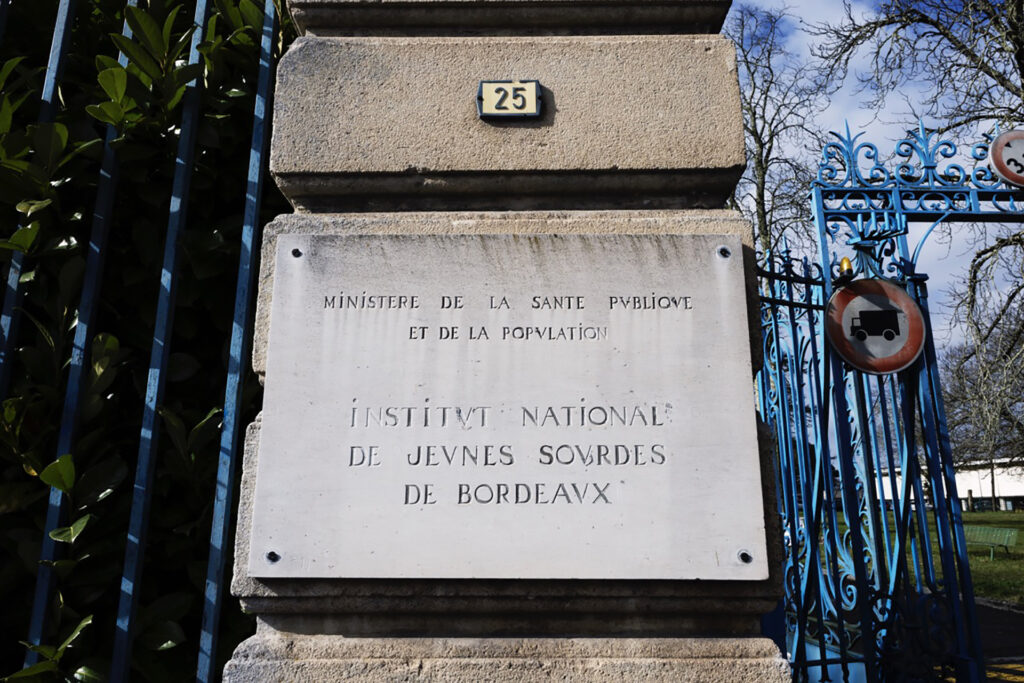 25
MINISTERE DE LA SANTE PVBLIQVE
ET DE LA POPVLATION
INSTITVT NATIONAL
DE JEVNES SOVRDES
DE BORDEAVX